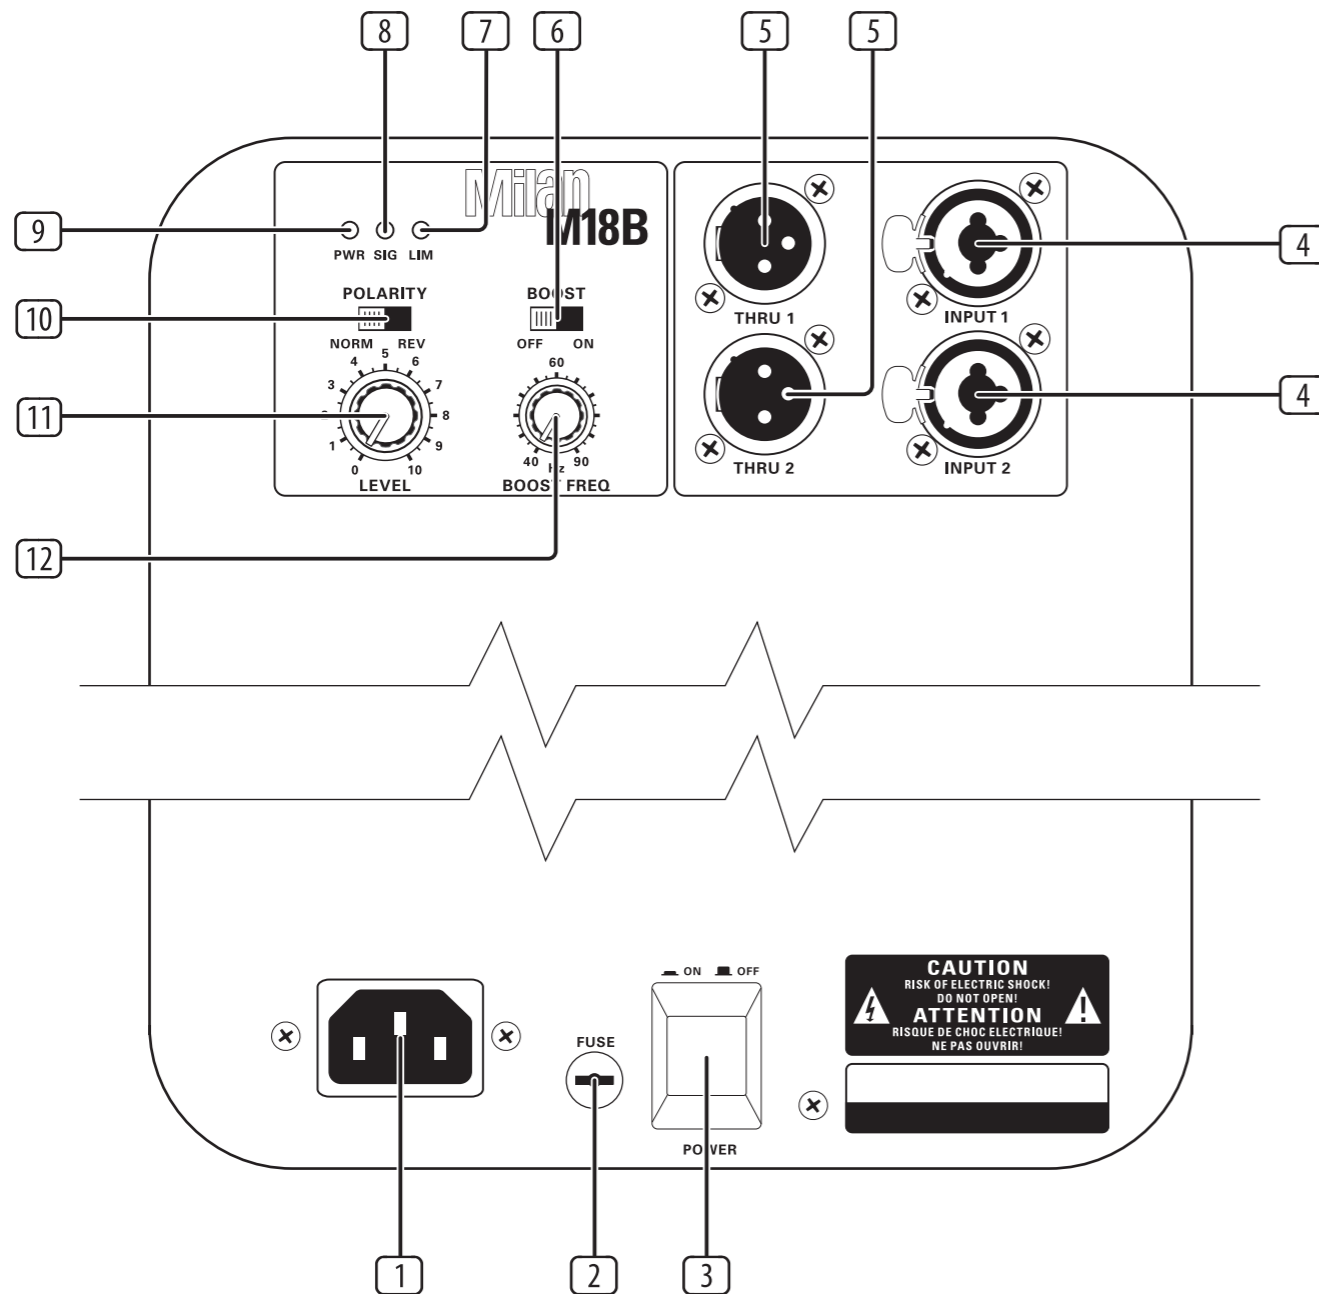 8
7
6
5
5
9
Milan
M18B
PWR SIG LIM
4
10
POLARITY
NORM REV
BOOST
OFF ON
THRU 1
INPUT 1
11
0 1 3 4 5 6 7 8 9 10
LEVEL
60
40 Hz 90
BOOST FREQ
THRU 2
INPUT 2
4
12
ON OFF
FUSE
POWER
CAUTION
RISK OF ELECTRIC SHOCK!
DO NOT OPEN!
ATTENTION
RISQUE DE CHOC ELECTRIQUE!
NE PAS OUVRIR!
1
2
3